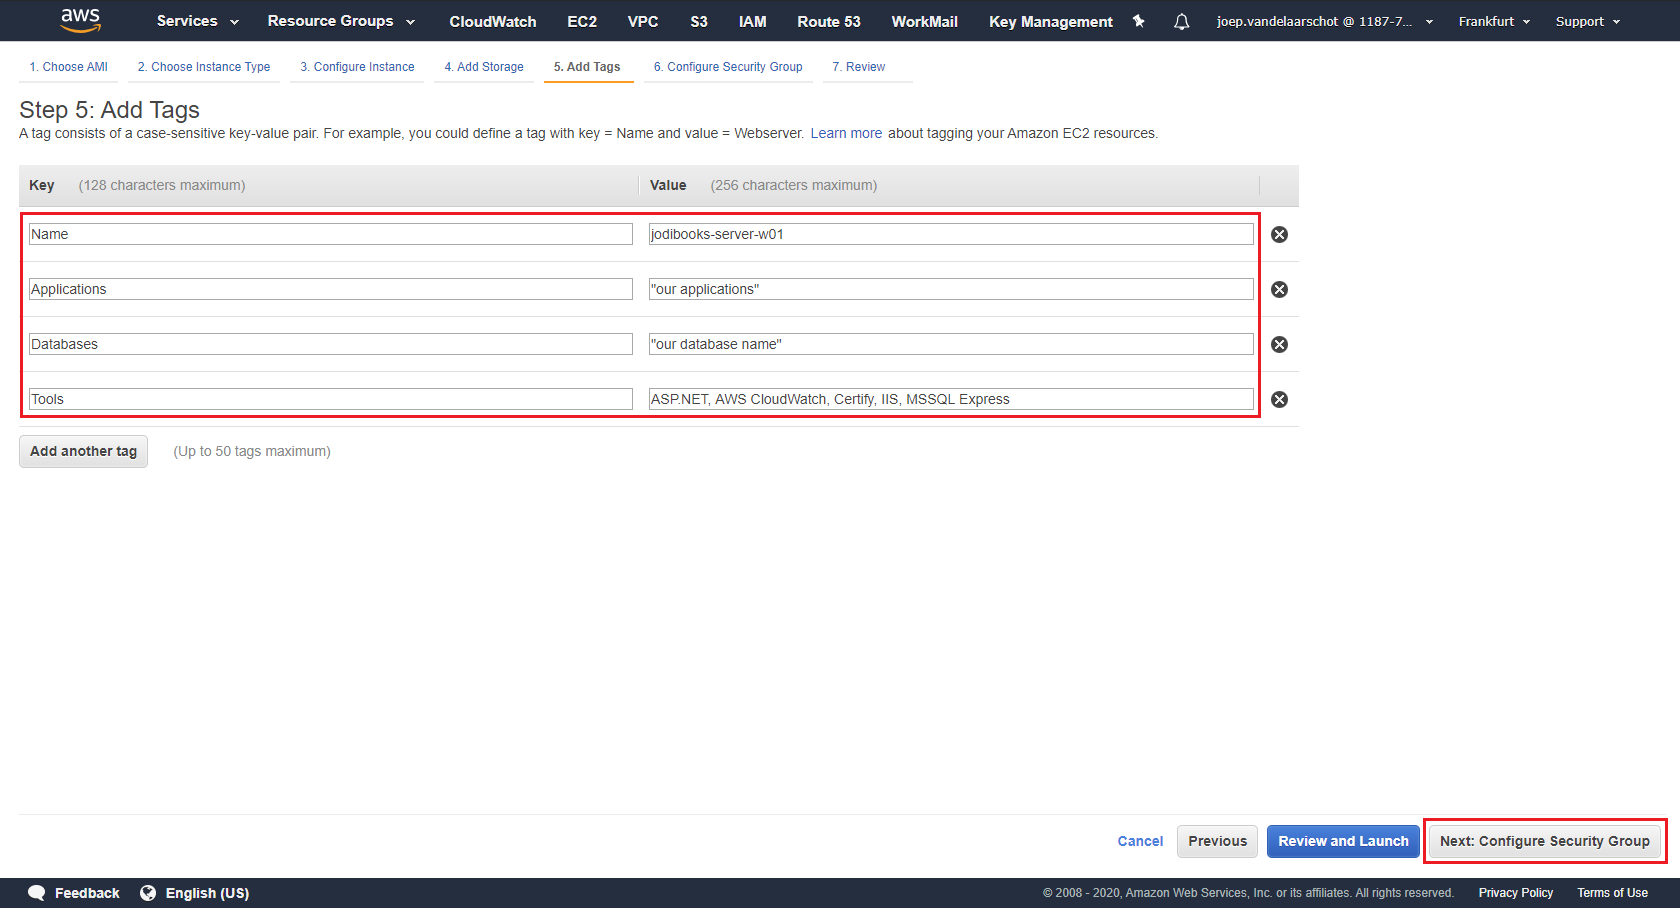 aws Services Resource Groups CloudWatch EC2 VPC S3 IAM Route 53 WorkMail Key Management joep.vandelaarschot @ 1187-7... Frankfurt Support
1. Choose AMI 2. Choose Instance Type 3. Configure Instance 4. Add Storage 5. Add Tags 6. Configure Security Group 7. Review
Step 5: Add Tags
A tag consists of a case-sensitive key-value pair. For example, you could define a tag with key = Name and value = Webserver. Learn more about tagging your Amazon EC2 resources.
Key (128 characters maximum) Value (256 characters maximum)
Name jodibooks-server-w01
Applications "our applications"
Databases "our database name"
Tools ASP.NET, AWS CloudWatch, Certify, IIS, MSSQL Express
Add another tag (Up to 50 tags maximum)
Cancel Previous Review and Launch Next: Configure Security Group
Feedback English (US) © 2008 - 2020, Amazon Web Services, Inc. or its affiliates. All rights reserved. Privacy Policy Terms of Use